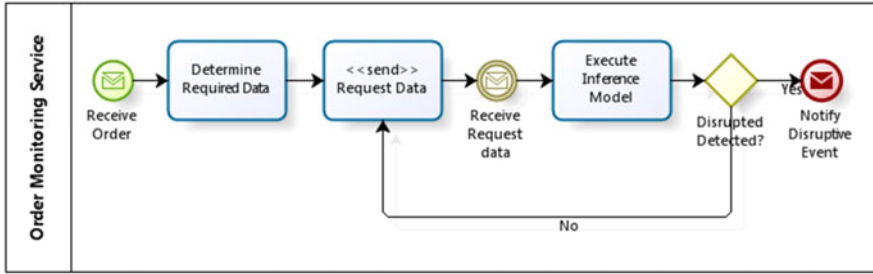 Order Monitoring Service
Receive
Order
Determine
Required Data
<<send>>
Request Data
Receive
Request
data
Execute
Inference
Model
Disrupted
Detected?
Yes
Notify
Disruptive
Event
No